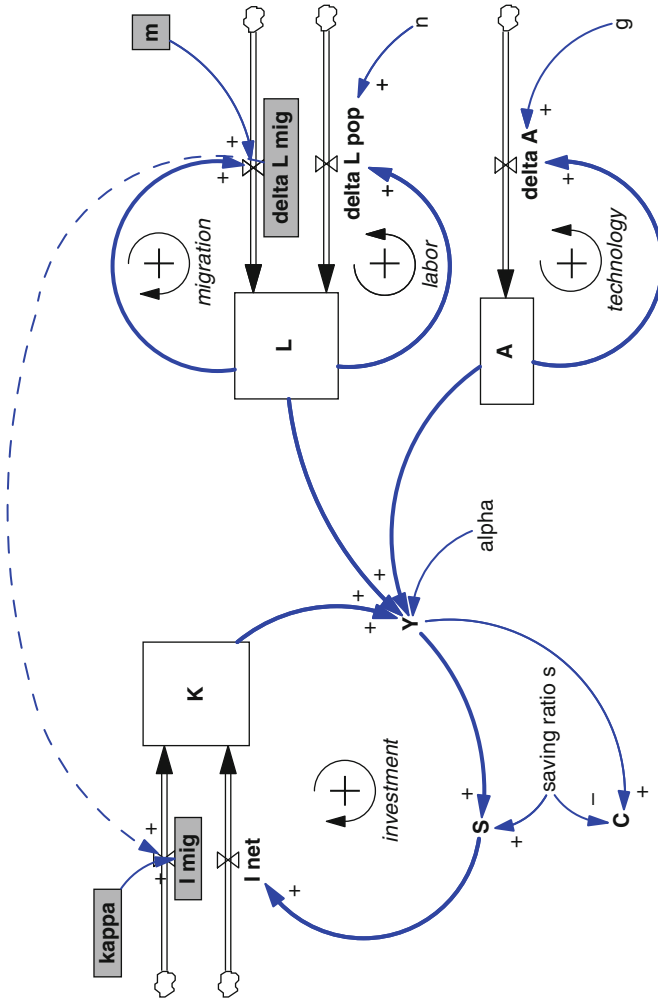 kappa
m
+
+
I mig
K
migration
+
+
+
delta L mig
I net
+
L
+
delta L pop
+
n
investment
+
labor
+
+
+
+
Y
+
S
+
alpha
A
delta A
+
g
+
technology
+
saving ratio s
+
−
C
+